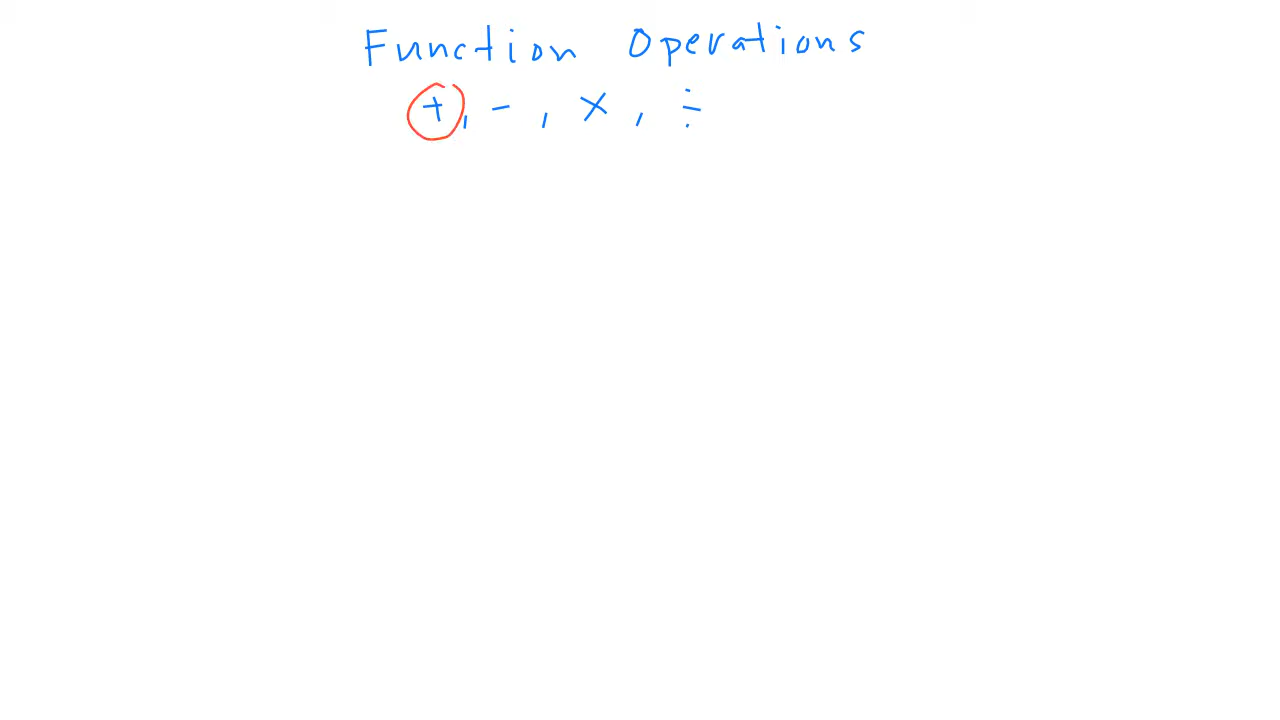 Function Operations
+, -, ×, ÷